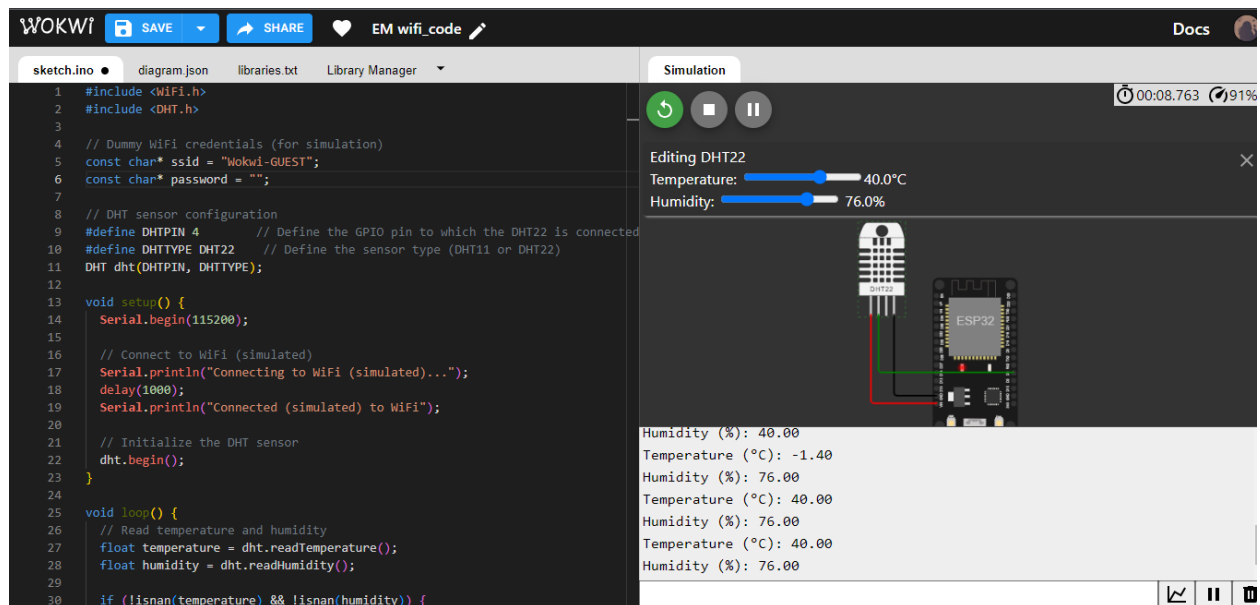 WOKWi SAVE SHARE EM wifi_code Docs
sketch.ino ● diagram.json libraries.txt Library Manager
1 #include <WiFi.h>
2 #include <DHT.h>
3
4 // Dummy WiFi credentials (for simulation)
5 const char* ssid = "Wokwi-GUEST";
6 const char* password = "";
7
8 // DHT sensor configuration
9 #define DHTPIN 4 // Define the GPIO pin to which the DHT22 is connected
10 #define DHTTYPE DHT22 // Define the sensor type (DHT11 or DHT22)
11 DHT dht(DHTPIN, DHTTYPE);
12
13 void setup() {
14 Serial.begin(115200);
15
16 // Connect to WiFi (simulated)
17 Serial.println("Connecting to WiFi (simulated)...");
18 delay(1000);
19 Serial.println("Connected (simulated) to WiFi");
20
21 // Initialize the DHT sensor
22 dht.begin();
23 }
24
25 void loop() {
26 // Read temperature and humidity
27 float temperature = dht.readTemperature();
28 float humidity = dht.readHumidity();
29
30 if (!isnan(temperature) && !isnan(humidity)) {
Simulation
00:08.763 91%
Editing DHT22
Temperature: 40.0°C
Humidity: 76.0%
DHT22
ESP32
Humidity (%): 40.00
Temperature (°C): -1.40
Humidity (%): 76.00
Temperature (°C): 40.00
Humidity (%): 76.00
Temperature (°C): 40.00
Humidity (%): 76.00